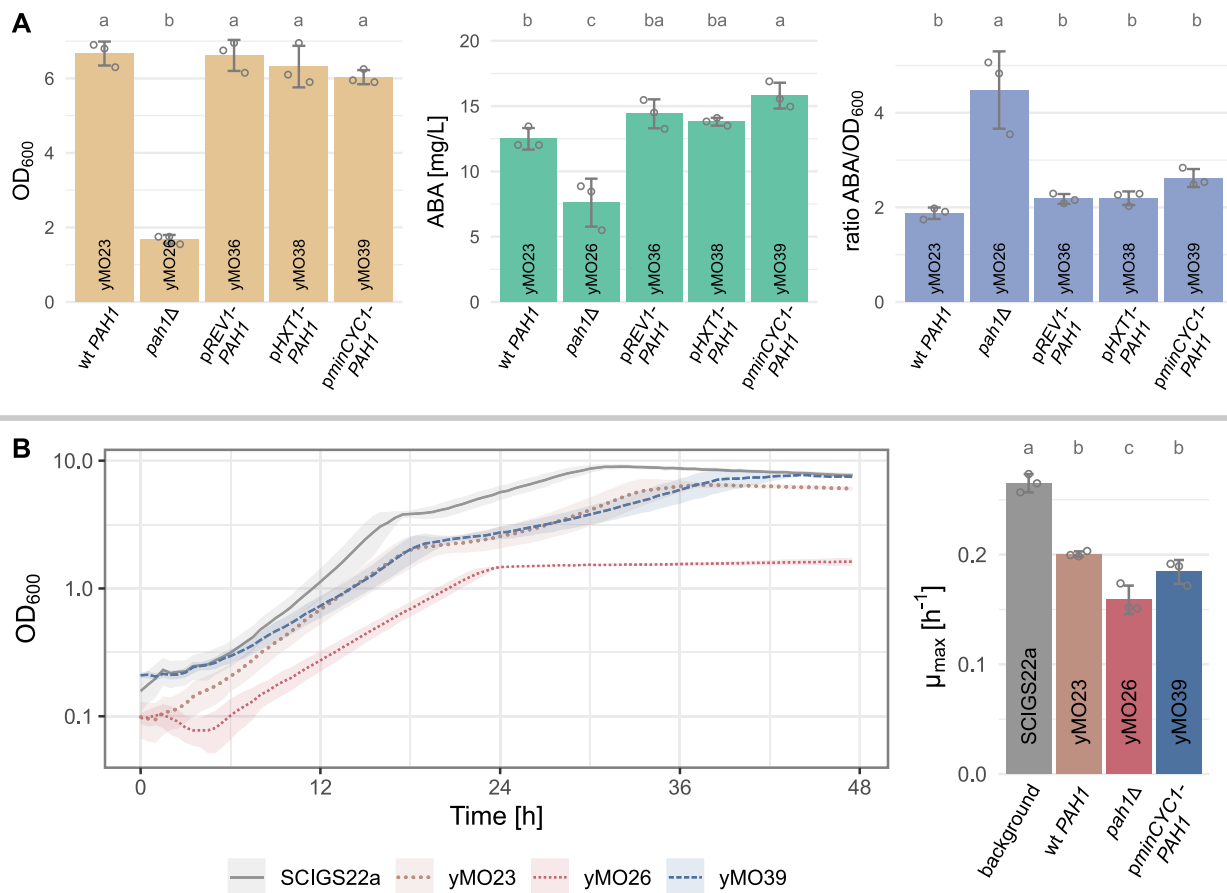 A
a b a a a
OD600
6
4
2
0
yMO23 yMO26 yMO36 yMO38 yMO39
wt PAH1
pah1Δ
pREV1-
PAH1
pHXT1-
PAH1
pminCYC1-
PAH1
b c ba ba a
ABA [mg/L]
20
15
10
5
0
yMO23 yMO26 yMO36 yMO38 yMO39
wt PAH1
pah1Δ
pREV1-
PAH1
pHXT1-
PAH1
pminCYC1-
PAH1
b a b b b
ratio ABA/OD600
4
2
0
yMO23 yMO26 yMO36 yMO38 yMO39
wt PAH1
pah1Δ
pREV1-
PAH1
pHXT1-
PAH1
pminCYC1-
PAH1
B
OD600
10.0
1.0
0.1
0 12 24 36 48
Time [h]
SCIGS22a yMO23 yMO26 yMO39
a b c b
μmax [h-1]
0.2
0.1
0.0
SCIGS22a yMO23 yMO26 yMO39
background
wt PAH1
pah1Δ
pminCYC1-
PAH1